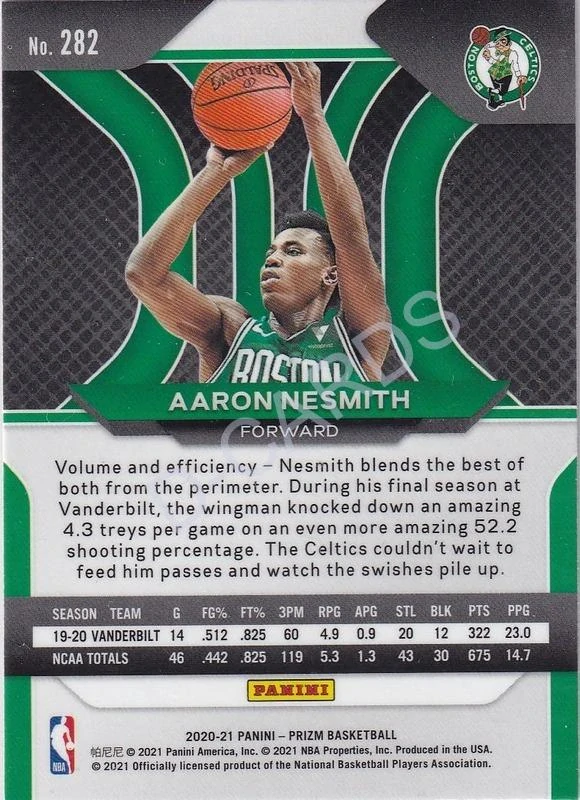 No. 282
BOSTON CELTICS
SPALDING
BOSTON
AARON NESMITH
FORWARD
CARDS
Volume and efficiency – Nesmith blends the best of
both from the perimeter. During his final season at
Vanderbilt, the wingman knocked down an amazing
4.3 treys per game on an even more amazing 52.2
shooting percentage. The Celtics couldn't wait to
feed him passes and watch the swishes pile up.
SEASON TEAM G FG% FT% 3PM RPG APG STL BLK PTS PPG
19-20 VANDERBILT 14 .512 .825 60 4.9 0.9 20 12 322 23.0
NCAA TOTALS 46 .442 .825 119 5.3 1.3 43 30 675 14.7
PANINI
2020-21 PANINI – PRIZM BASKETBALL
帕尼尼 © 2021 Panini America, Inc. © 2021 NBA Properties, Inc. Produced in the USA.
© 2021 Officially licensed product of the National Basketball Players Association.
NBA